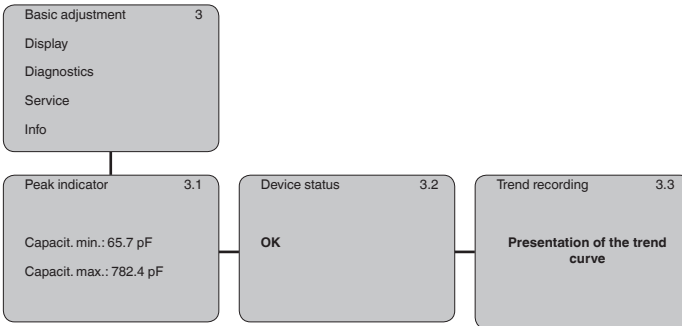 Basic adjustment 3
Display
Diagnostics
Service
Info
Peak indicator 3.1
Capacit. min.: 65.7 pF
Capacit. max.: 782.4 pF
Device status 3.2
OK
Trend recording 3.3
Presentation of the trend
curve